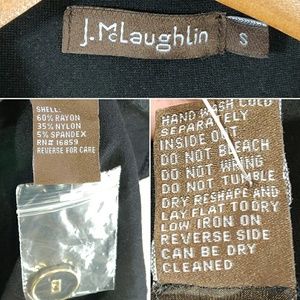 J.McLaughlin
S
SHELL:
60% RAYON
35% NYLON
5% SPANDEX
RN# 16859
REVERSE FOR CARE
HAND WASH COLD
SEPARATELY
INSIDE OUT
DO NOT BLEACH
DO NOT WRING
DO NOT TUMBLE
DRY RESHAPE AND
LAY FLAT TO DRY
LOW IRON ON
REVERSE SIDE
CAN BE DRY
CLEANED